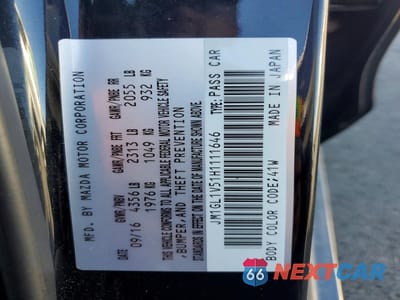 MFD. BY MAZDA MOTOR CORPORATION
GVWR/PNBV GAWR/PNBE FRT GAWR/PNBE RR
09/16 4356 LB 2313 LB 2055 LB
1976 KG 1049 KG 932 KG
THIS VEHICLE CONFORMS TO ALL
APPLICABLE FEDERAL MOTOR VEHICLE SAFETY
,BUMPER,AND THEFT PREVENTION
STANDARDS IN EFFECT ON THE DATE OF MANUFACTURE SHOWN ABOVE.
JM1GL1V51H1111646 TYPE: PASS CAR
BODY COLOR CODE;41W MADE IN JAPAN
66 NEXTCAR